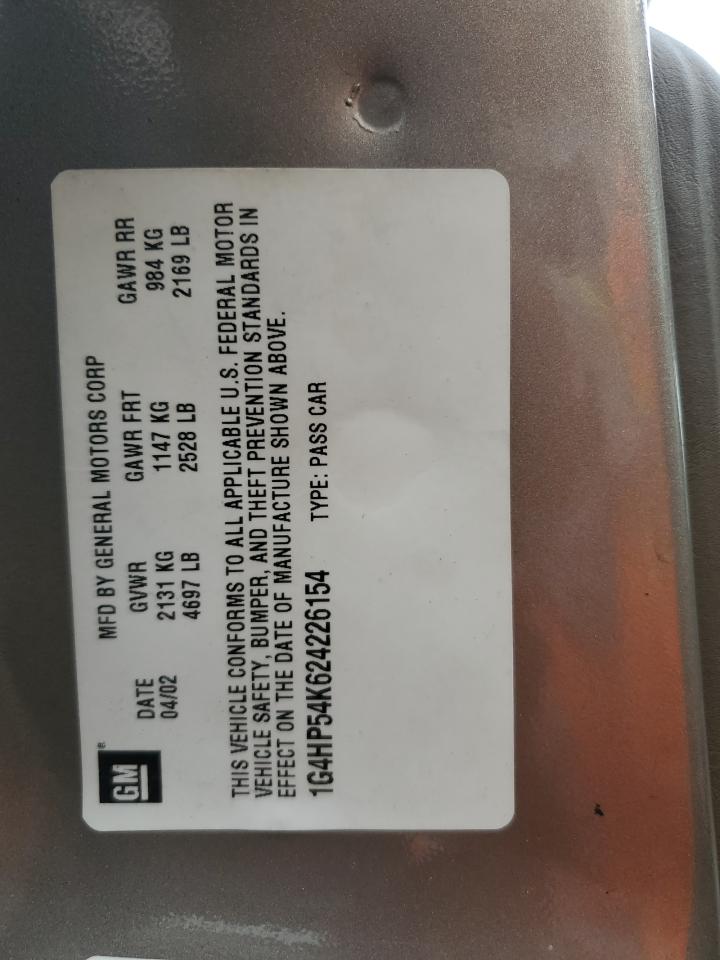 GM®
MFD BY GENERAL MOTORS CORP
DATE GVWR GAWR FRT GAWR RR
04/02 2131 KG 1147 KG 984 KG
4697 LB 2528 LB 2169 LB
THIS VEHICLE CONFORMS TO ALL APPLICABLE U.S. FEDERAL MOTOR
VEHICLE SAFETY, BUMPER, AND THEFT PREVENTION STANDARDS IN
EFFECT ON THE DATE OF MANUFACTURE SHOWN ABOVE.
1G4HP54K624226154 TYPE: PASS CAR